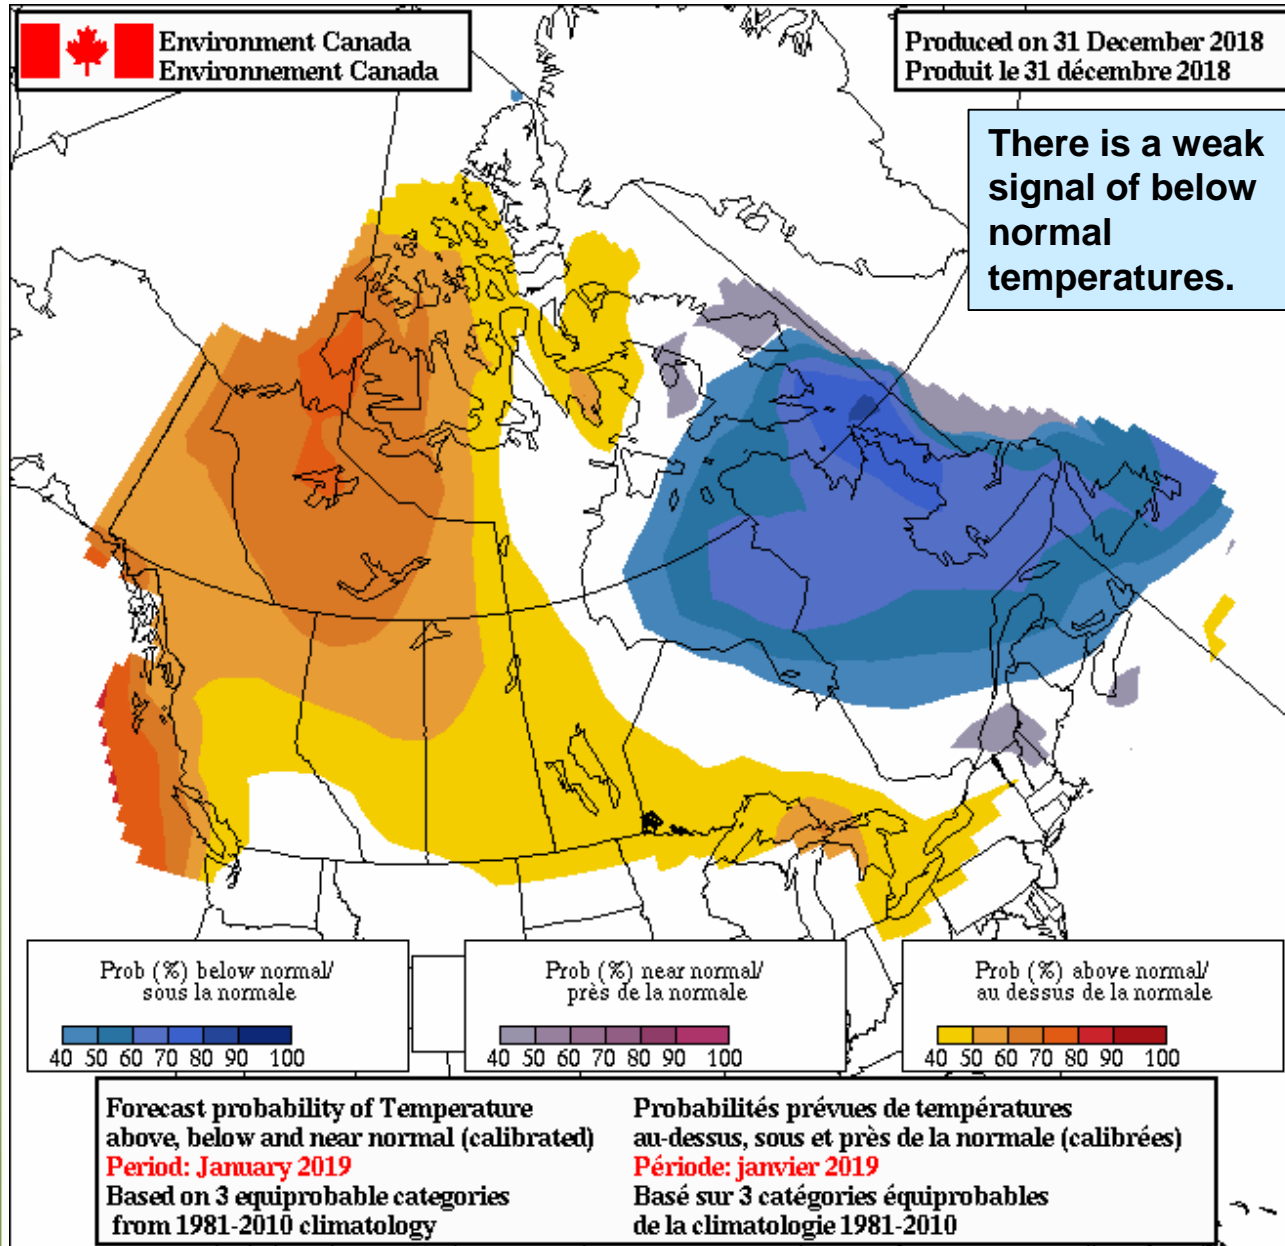 Environment Canada
Environnement Canada
Produced on 31 December 2018
Produit le 31 décembre 2018
There is a weak
signal of below
normal
temperatures.
Prob (%) below normal/
sous la normale
40 50 60 70 80 90 100
Prob (%) near normal/
près de la normale
40 50 60 70 80 90 100
Prob (%) above normal/
au dessus de la normale
40 50 60 70 80 90 100
Forecast probability of Temperature
above, below and near normal (calibrated)
Period: January 2019
Based on 3 equiprobable categories
from 1981-2010 climatology
Probabilités prévues de températures
au-dessus, sous et près de la normale (calibrées)
Période: janvier 2019
Basé sur 3 catégories équiprobables
de la climatologie 1981-2010